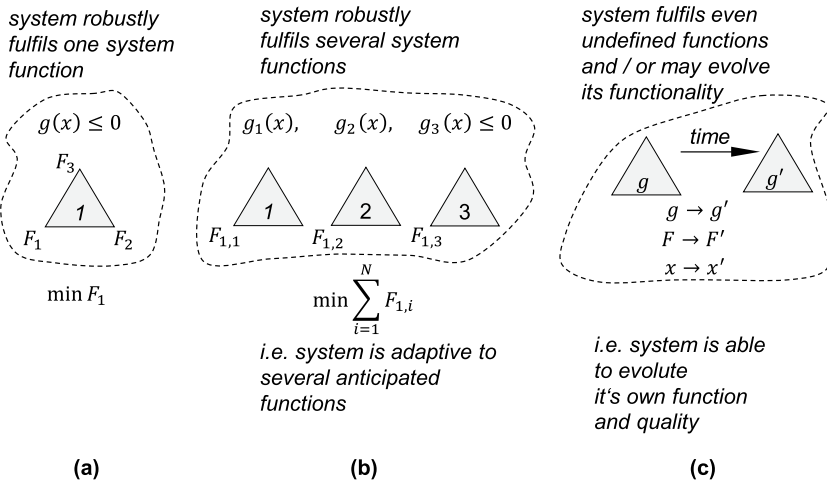 system robustly
fulfils one system
function
g(x) ≤ 0
F₃
1
F₁
F₂
min F₁
(a)
system robustly
fulfils several system
functions
g₁(x), g₂(x), g₃(x) ≤ 0
1 2 3
F₁,₁ F₁,₂ F₁,₃
min ∑ᵢ₌₁ᴺ F₁,ᵢ
i.e. system is adaptive to
several anticipated
functions
(b)
system fulfils even
undefined functions
and / or may evolve
its functionality
time
g g′
g → g′
F → F′
x → x′
i.e. system is able
to evolute
it‘s own function
and quality
(c)